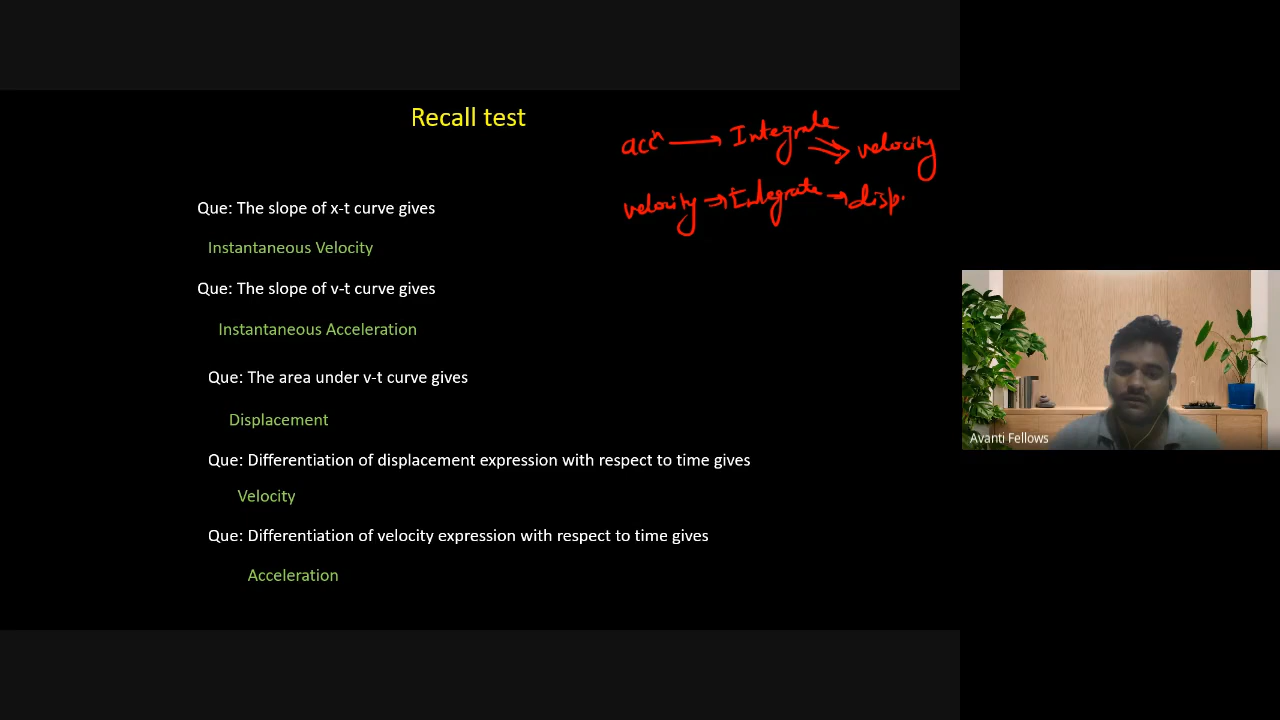 Recall test
accⁿ → Integrate ⇒ velocity
velocity → Integrate → disp.
Que: The slope of x-t curve gives
Instantaneous Velocity
Que: The slope of v-t curve gives
Instantaneous Acceleration
Que: The area under v-t curve gives
Displacement
Que: Differentiation of displacement expression with respect to time gives
Velocity
Que: Differentiation of velocity expression with respect to time gives
Acceleration
Avanti Fellows